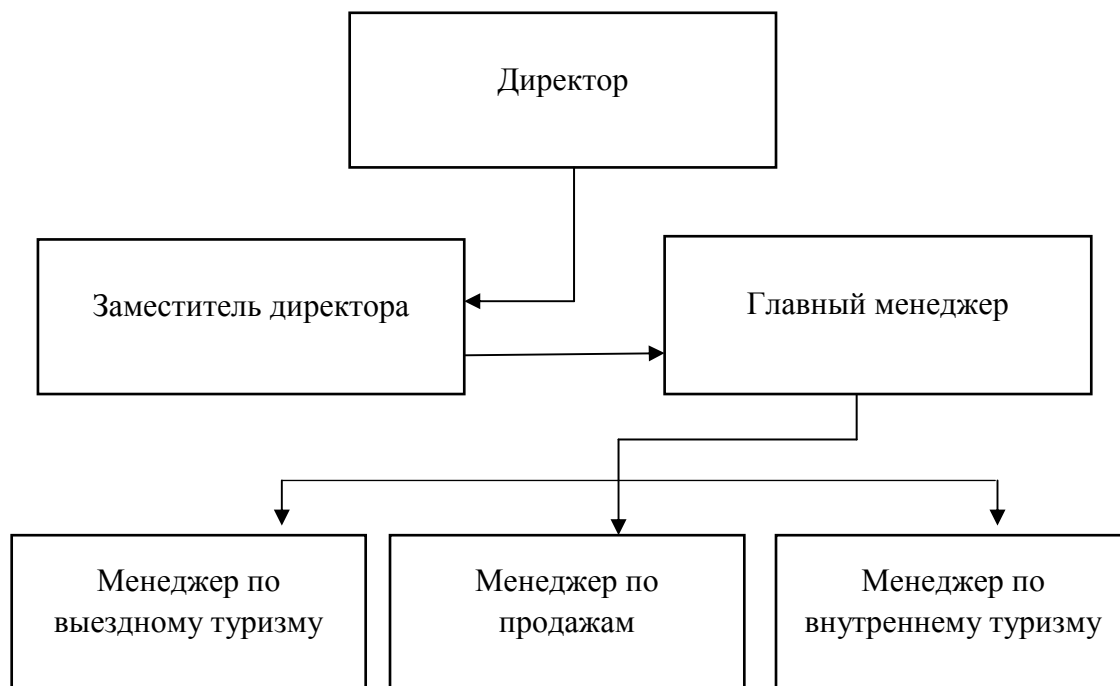 Директор
Заместитель директора
Главный менеджер
Менеджер по
выездному туризму
Менеджер по
продажам
Менеджер по
внутреннему туризму